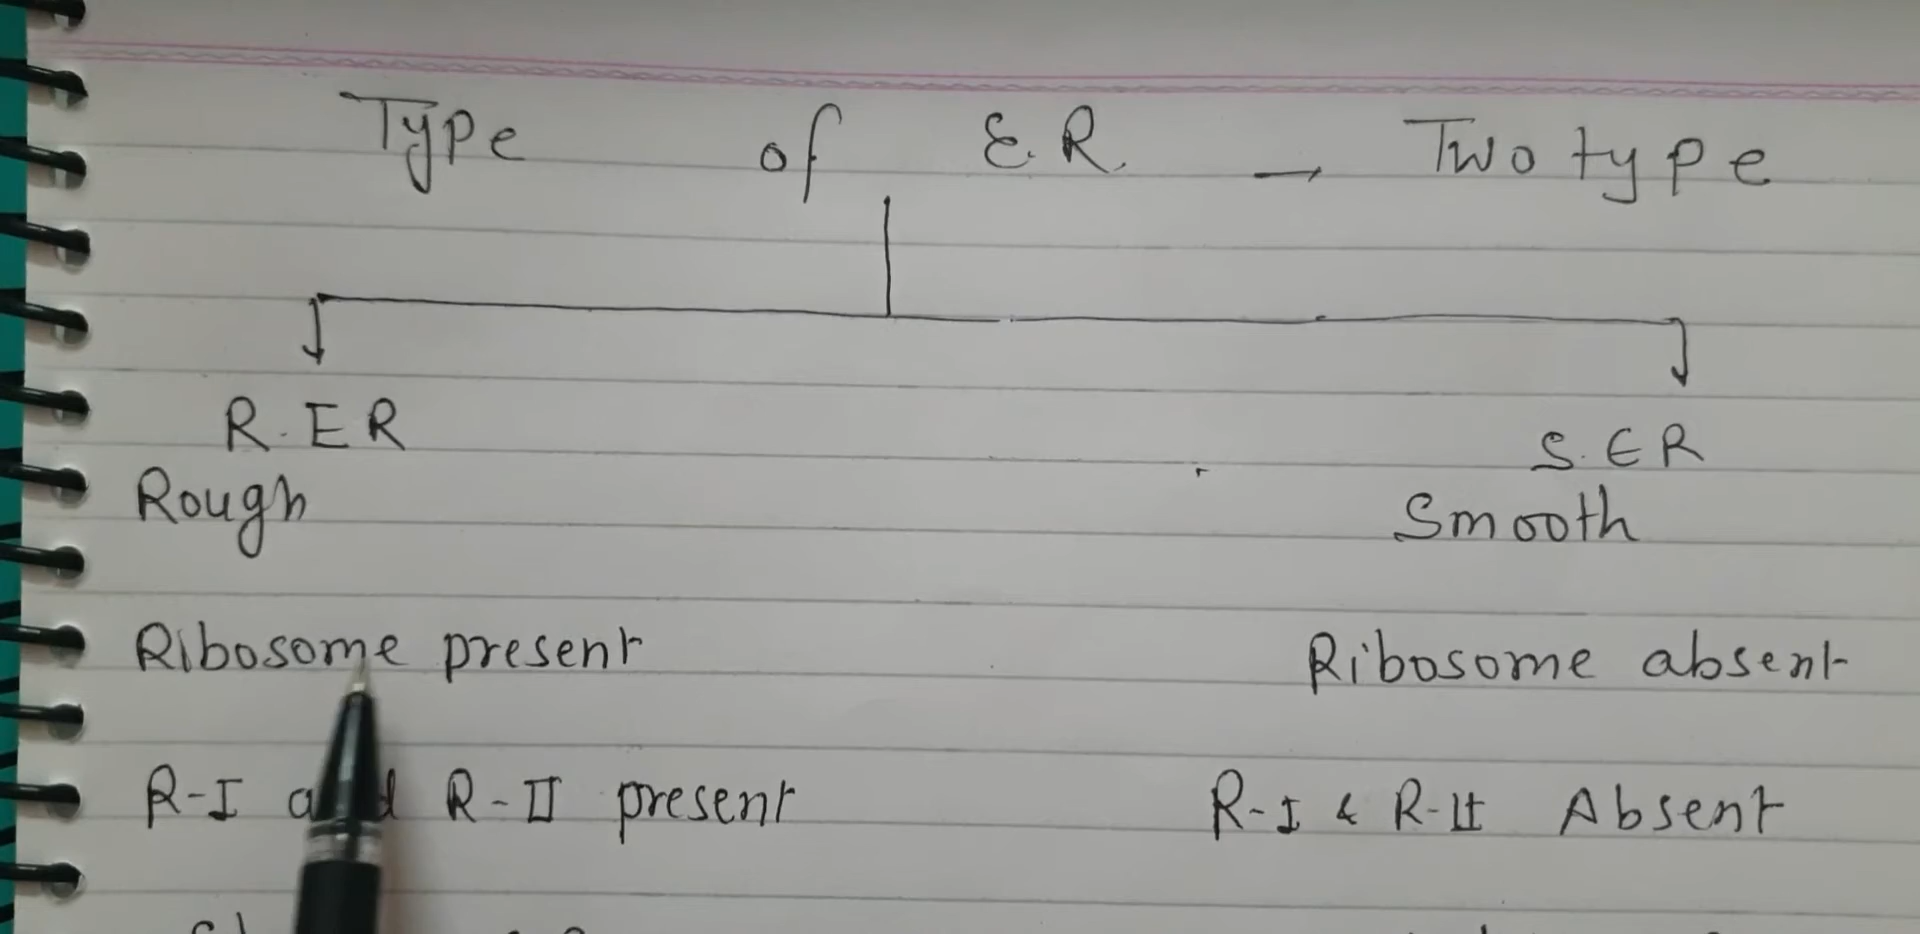 Type of E.R. → Two type
R.ER S.ER
Rough Smooth
Ribosome present Ribosome absent
R-I and R-II present R-I & R-II Absent